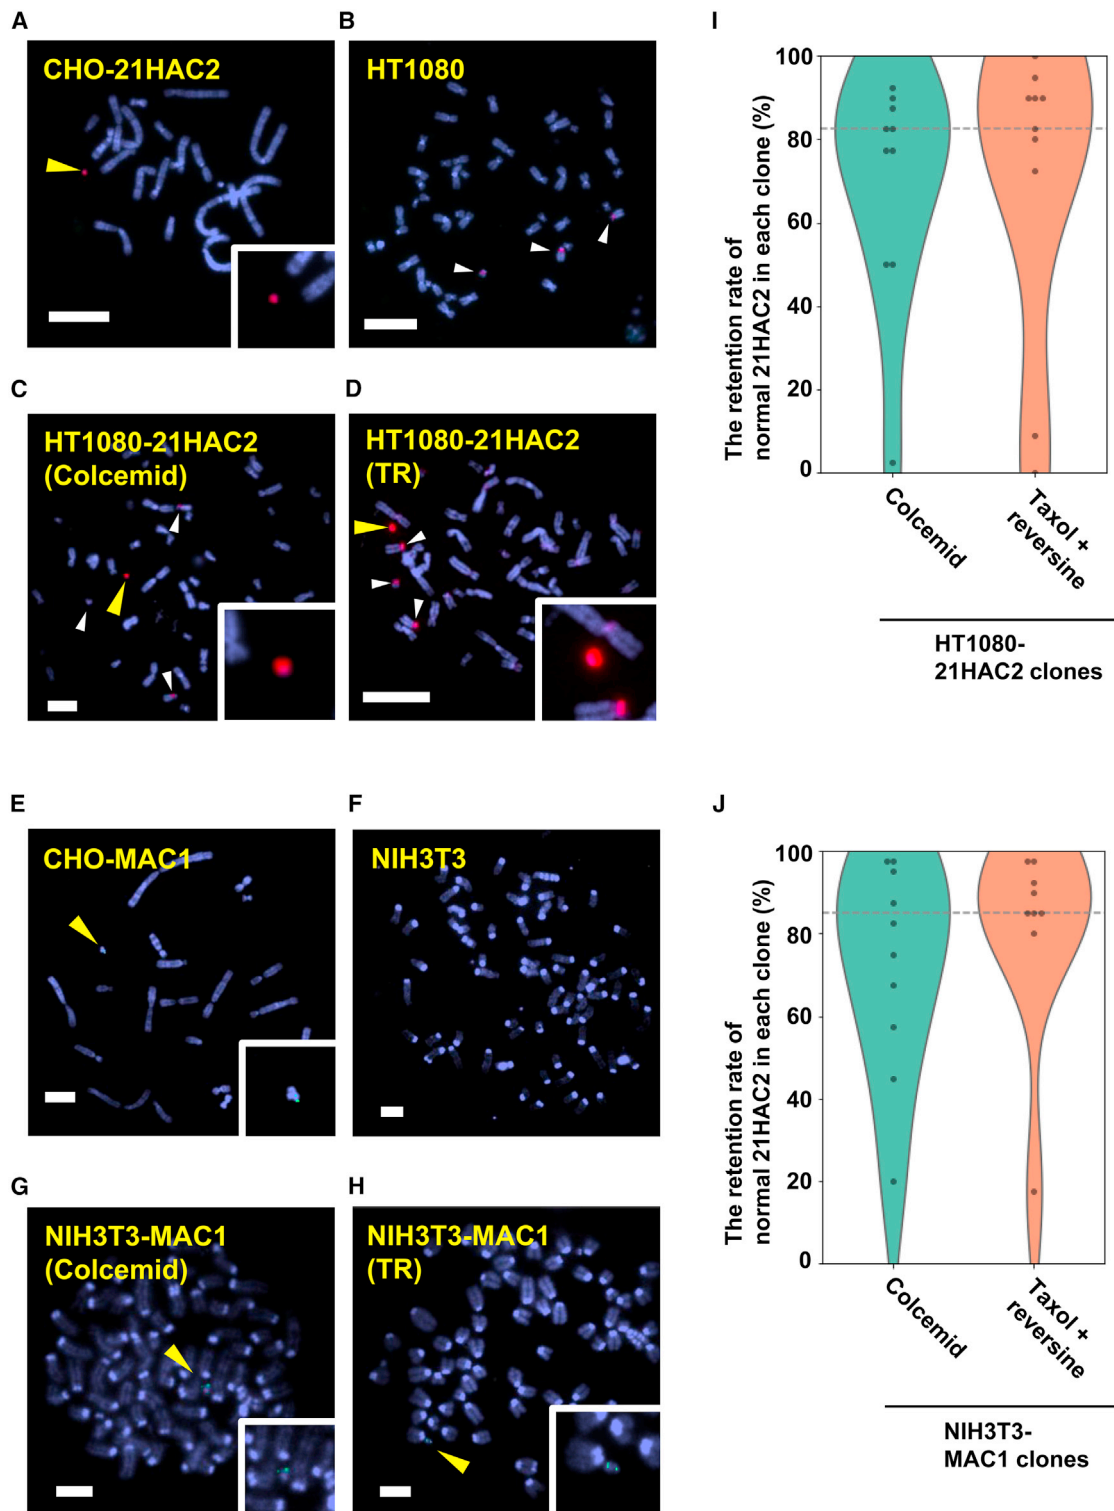 A
CHO-21HAC2
B
HT1080
C
HT1080-21HAC2
(Colcemid)
D
HT1080-21HAC2
(TR)
E
CHO-MAC1
F
NIH3T3
G
NIH3T3-MAC1
(Colcemid)
H
NIH3T3-MAC1
(TR)
I
The retention rate of
normal 21HAC2 in each clone (%)
100
80
60
40
20
0
Colcemid
Taxol +
reversine
HT1080-
21HAC2 clones
J
The retention rate of
normal 21HAC2 in each clone (%)
100
80
60
40
20
0
Colcemid
Taxol +
reversine
NIH3T3-
MAC1 clones